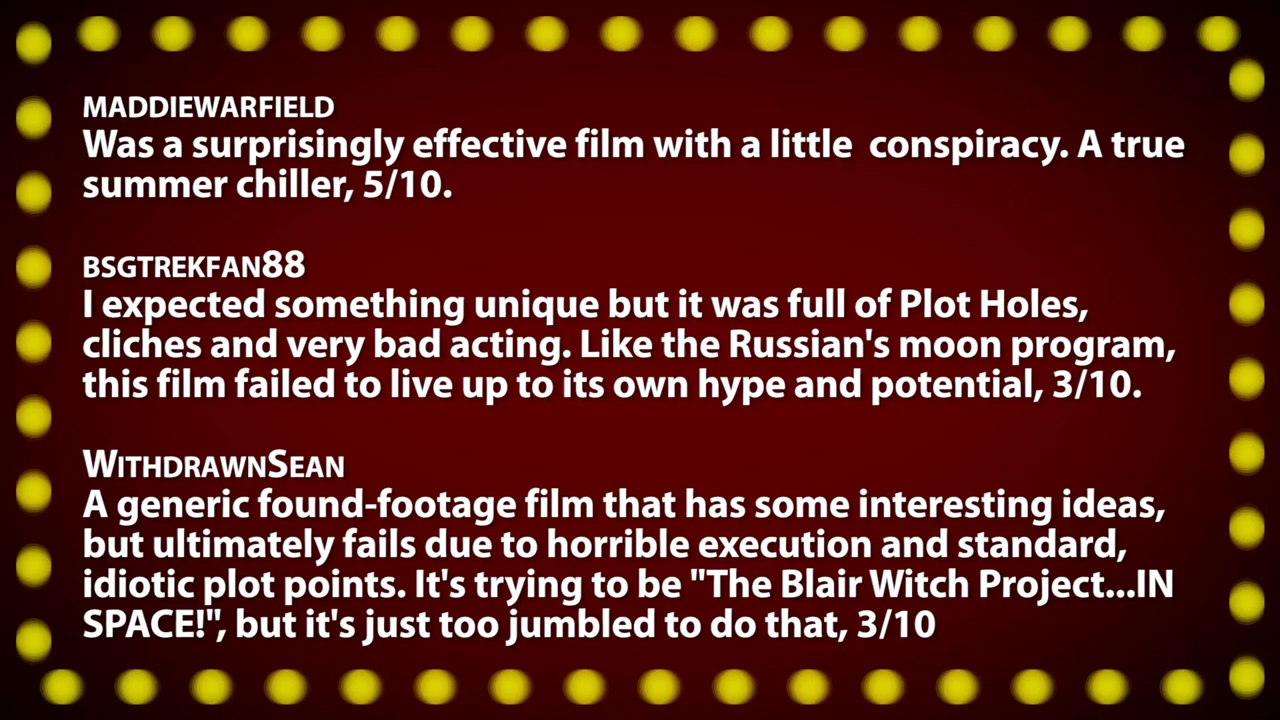 MADDIEWARFIELD
Was a surprisingly effective film with a little  conspiracy. A true
summer chiller, 5/10.
BSGTREKFAN88
I expected something unique but it was full of Plot Holes,
cliches and very bad acting. Like the Russian's moon program,
this film failed to live up to its own hype and potential, 3/10.
WITHDRAWNSEAN
A generic found-footage film that has some interesting ideas,
but ultimately fails due to horrible execution and standard,
idiotic plot points. It's trying to be "The Blair Witch Project...IN
SPACE!", but it's just too jumbled to do that, 3/10